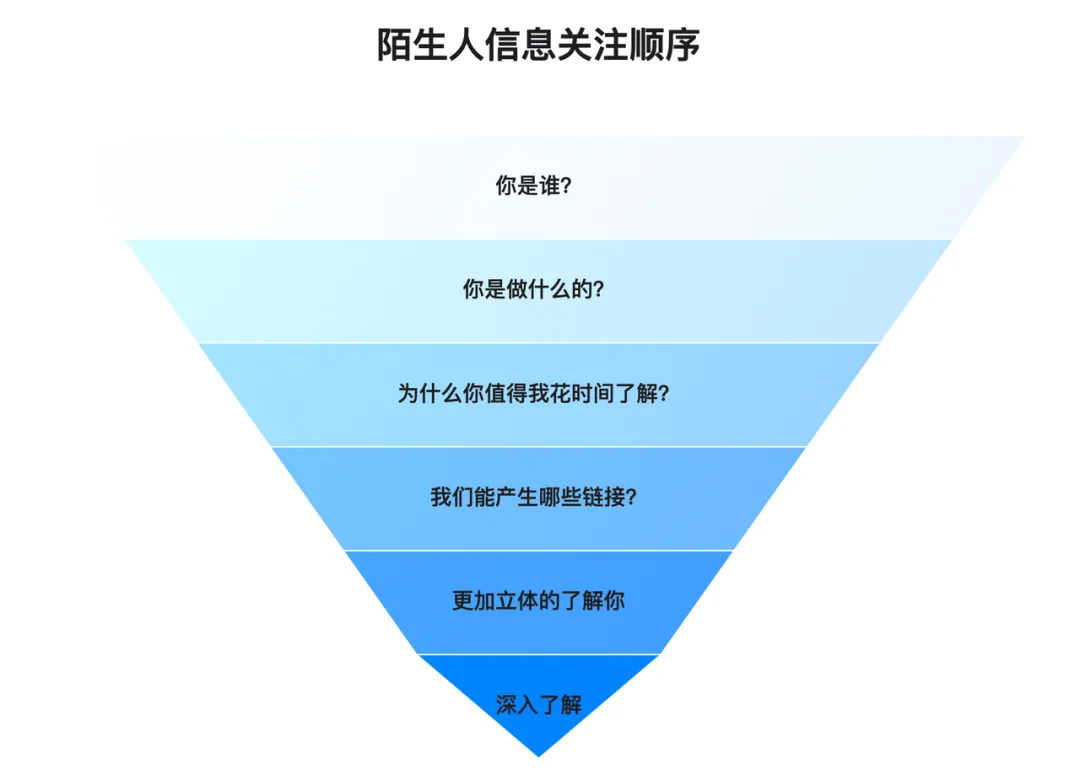 陌生人信息关注顺序
你是谁?
你是做什么的?
为什么你值得我花时间了解?
我们能产生哪些链接?
更加立体的了解你
深入了解